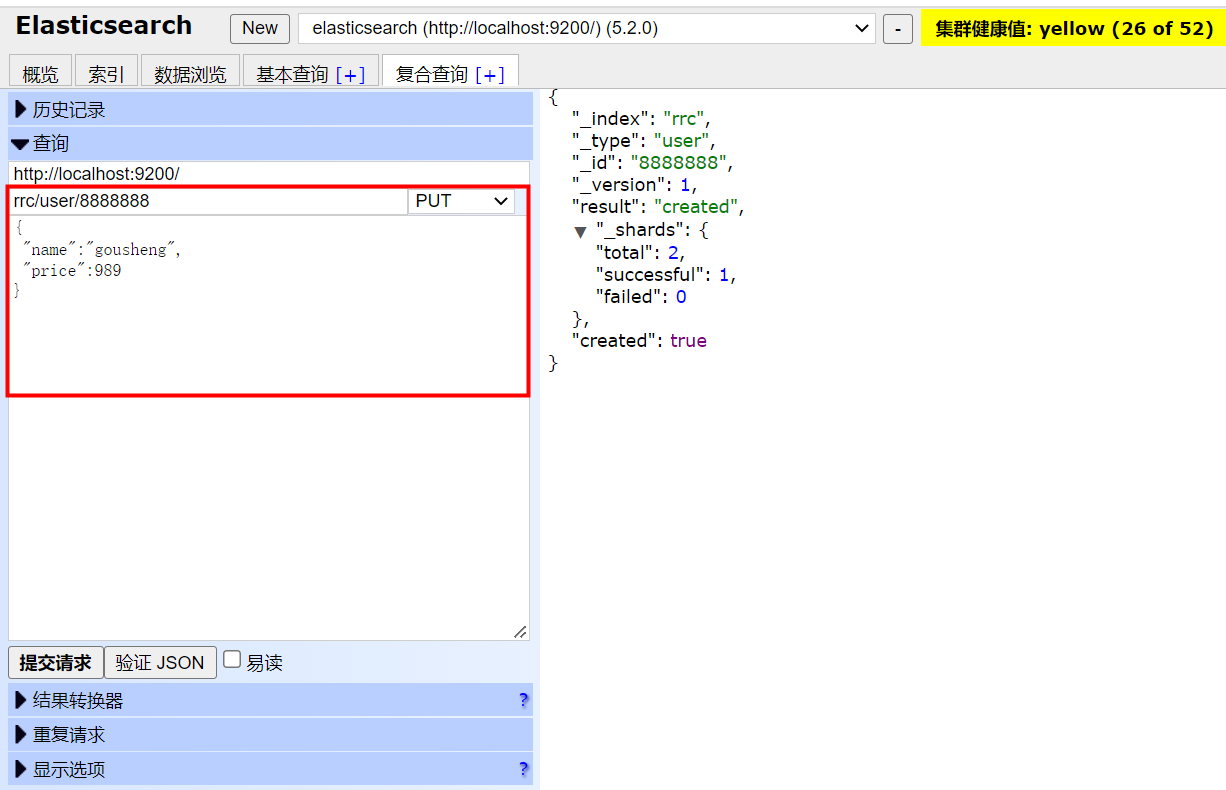 Elasticsearch New elasticsearch (http://localhost:9200/) (5.2.0) - 集群健康值: yellow (26 of 52)
概览 索引 数据浏览 基本查询 [+] 复合查询 [+]
历史记录
查询
http://localhost:9200/
rrc/user/8888888 PUT
{
"name":"gousheng",
"price":989
}
提交请求 验证 JSON 易读
结果转换器 ?
重复请求
显示选项 ?
{
"_index": "rrc",
"_type": "user",
"_id": "8888888",
"_version": 1,
"result": "created",
▼ "_shards": {
"total": 2,
"successful": 1,
"failed": 0
},
"created": true
}